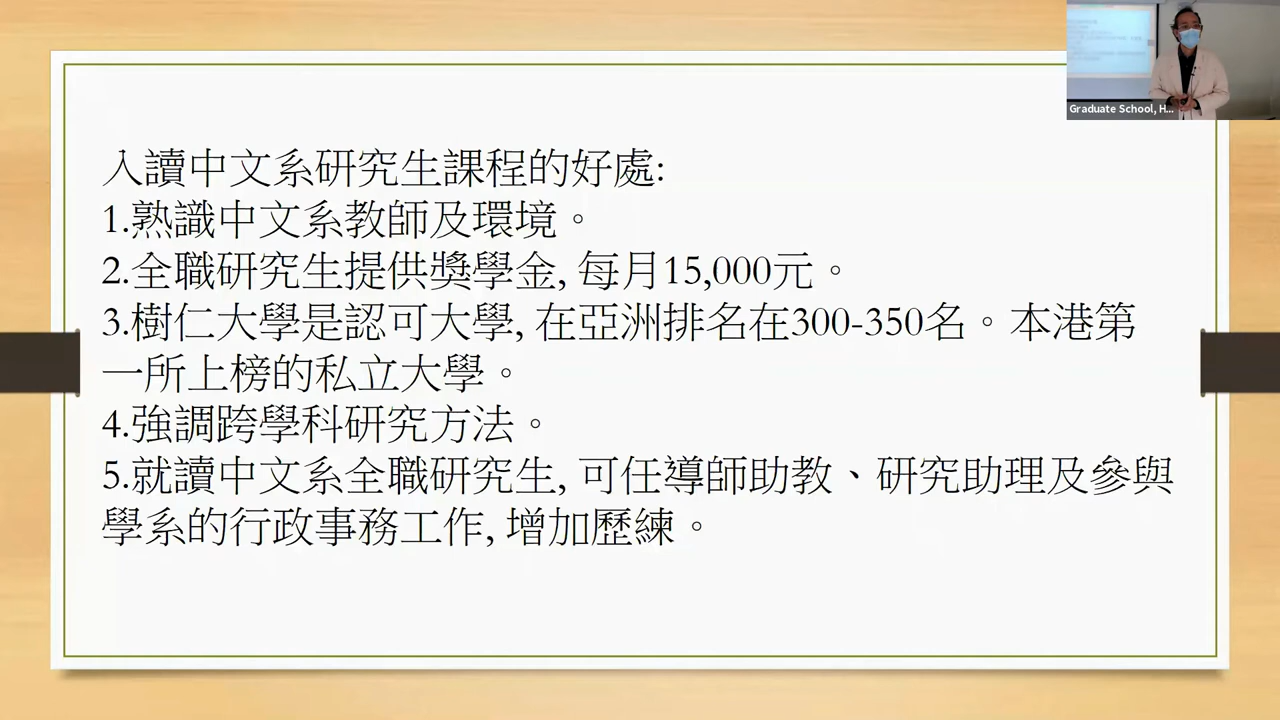 Graduate School, H...
入讀中文系研究生課程的好處:
1.熟識中文系教師及環境。
2.全職研究生提供獎學金, 每月15,000元。
3.樹仁大學是認可大學, 在亞洲排名在300-350名。本港第
一所上榜的私立大學。
4.強調跨學科研究方法。
5.就讀中文系全職研究生, 可任導師助教、研究助理及參與
學系的行政事務工作, 增加歷練。